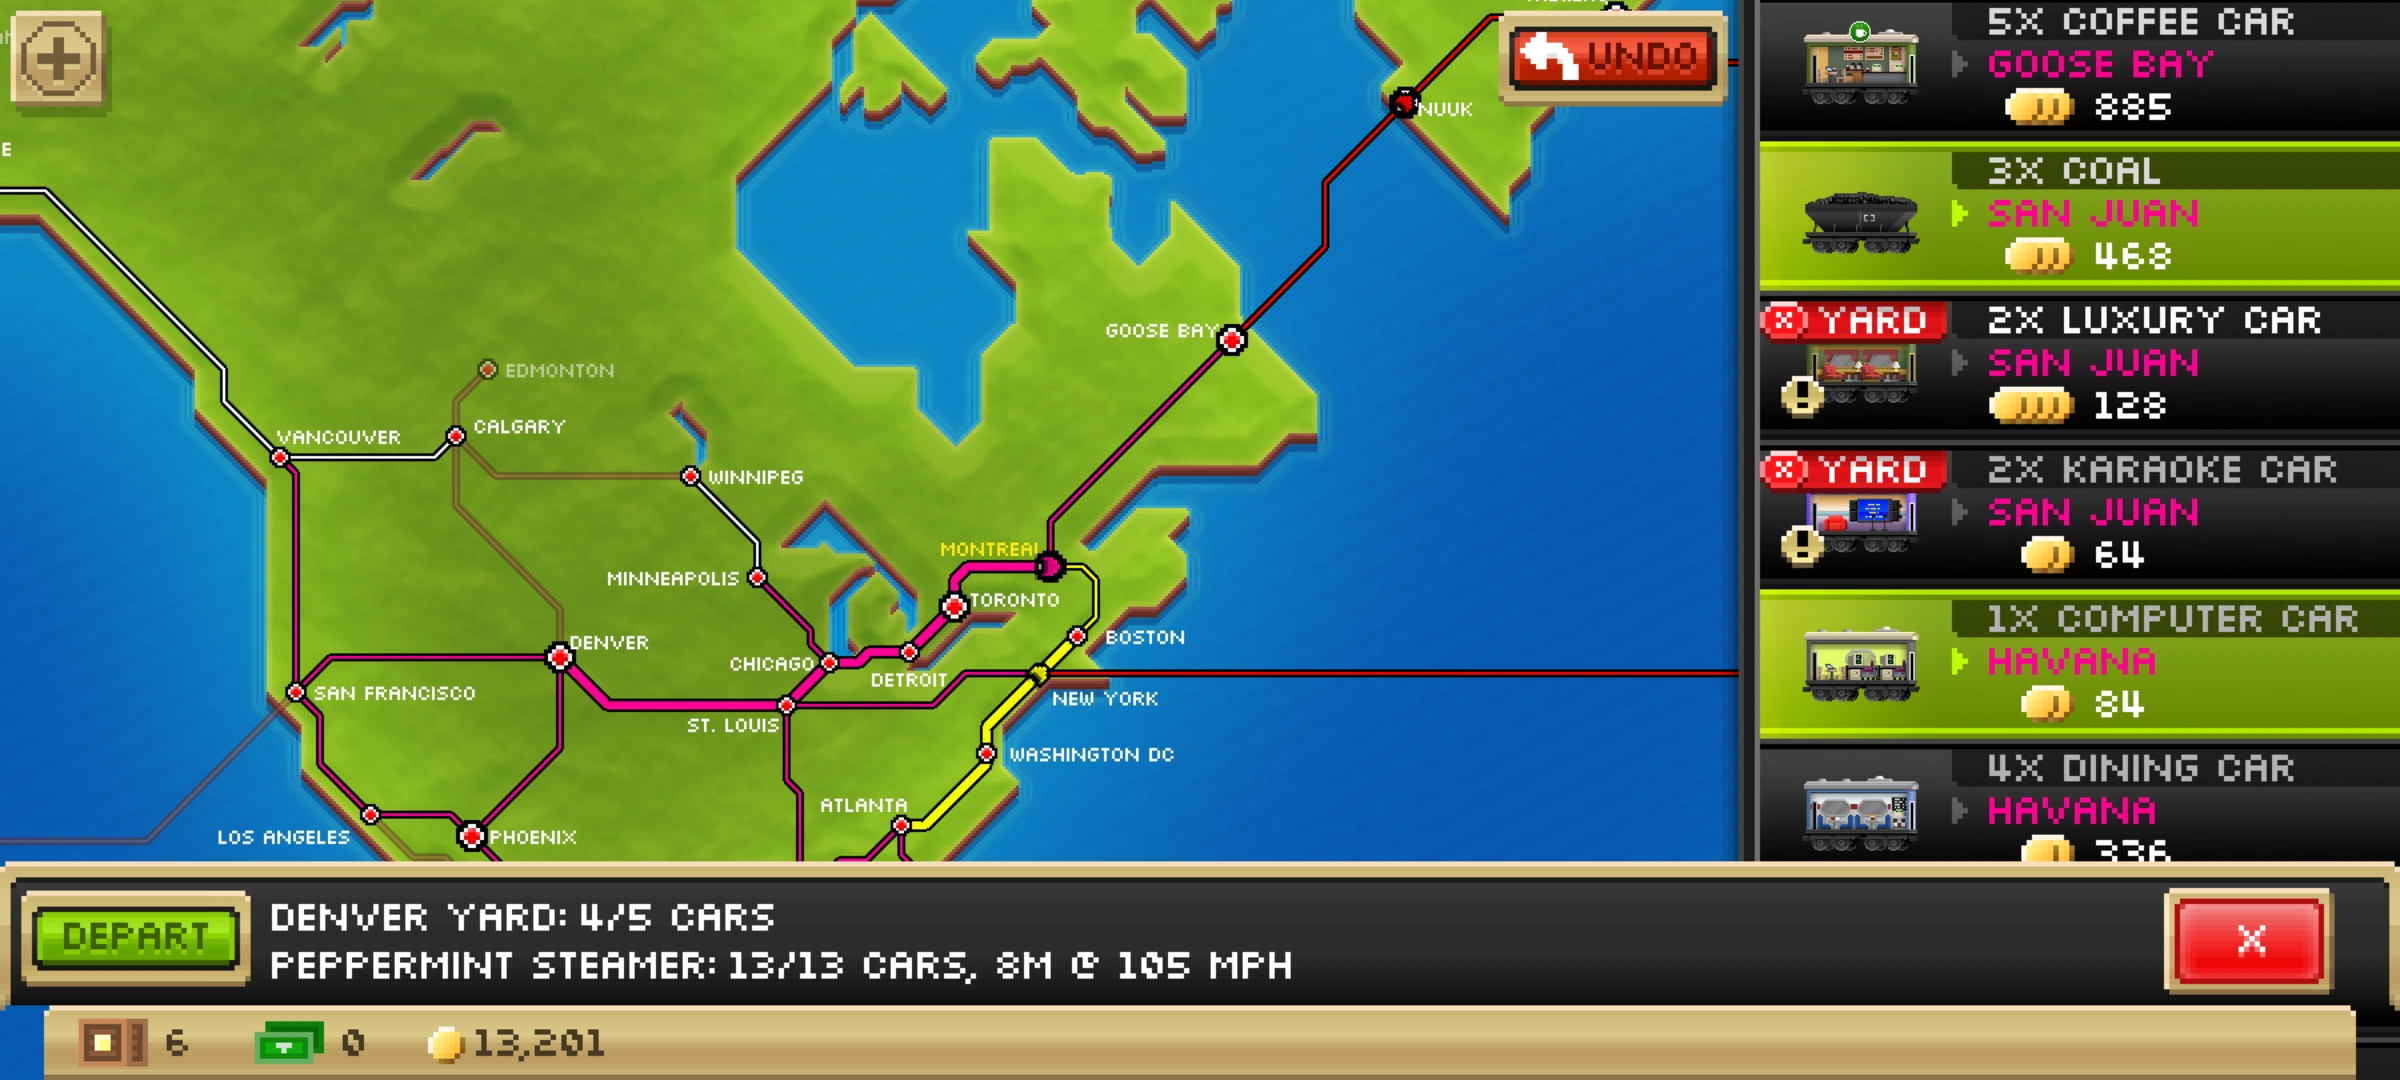 E
UNDO
NUUK
GOOSE BAY
EDMONTON
CALGARY
VANCOUVER
WINNIPEG
MONTREAL
MINNEAPOLIS
TORONTO
BOSTON
DENVER
CHICAGO
DETROIT
SAN FRANCISCO
NEW YORK
ST. LOUIS
WASHINGTON DC
ATLANTA
LOS ANGELES
PHOENIX
5X COFFEE CAR
GOOSE BAY
885
3X COAL
SAN JUAN
468
YARD
2X LUXURY CAR
SAN JUAN
128
YARD
2X KARAOKE CAR
SAN JUAN
64
1X COMPUTER CAR
HAVANA
84
4X DINING CAR
HAVANA
336
DEPART
DENVER YARD: 4/5 CARS
PEPPERMINT STEAMER: 13/13 CARS, 8M @ 105 MPH
X
6
0
13,201